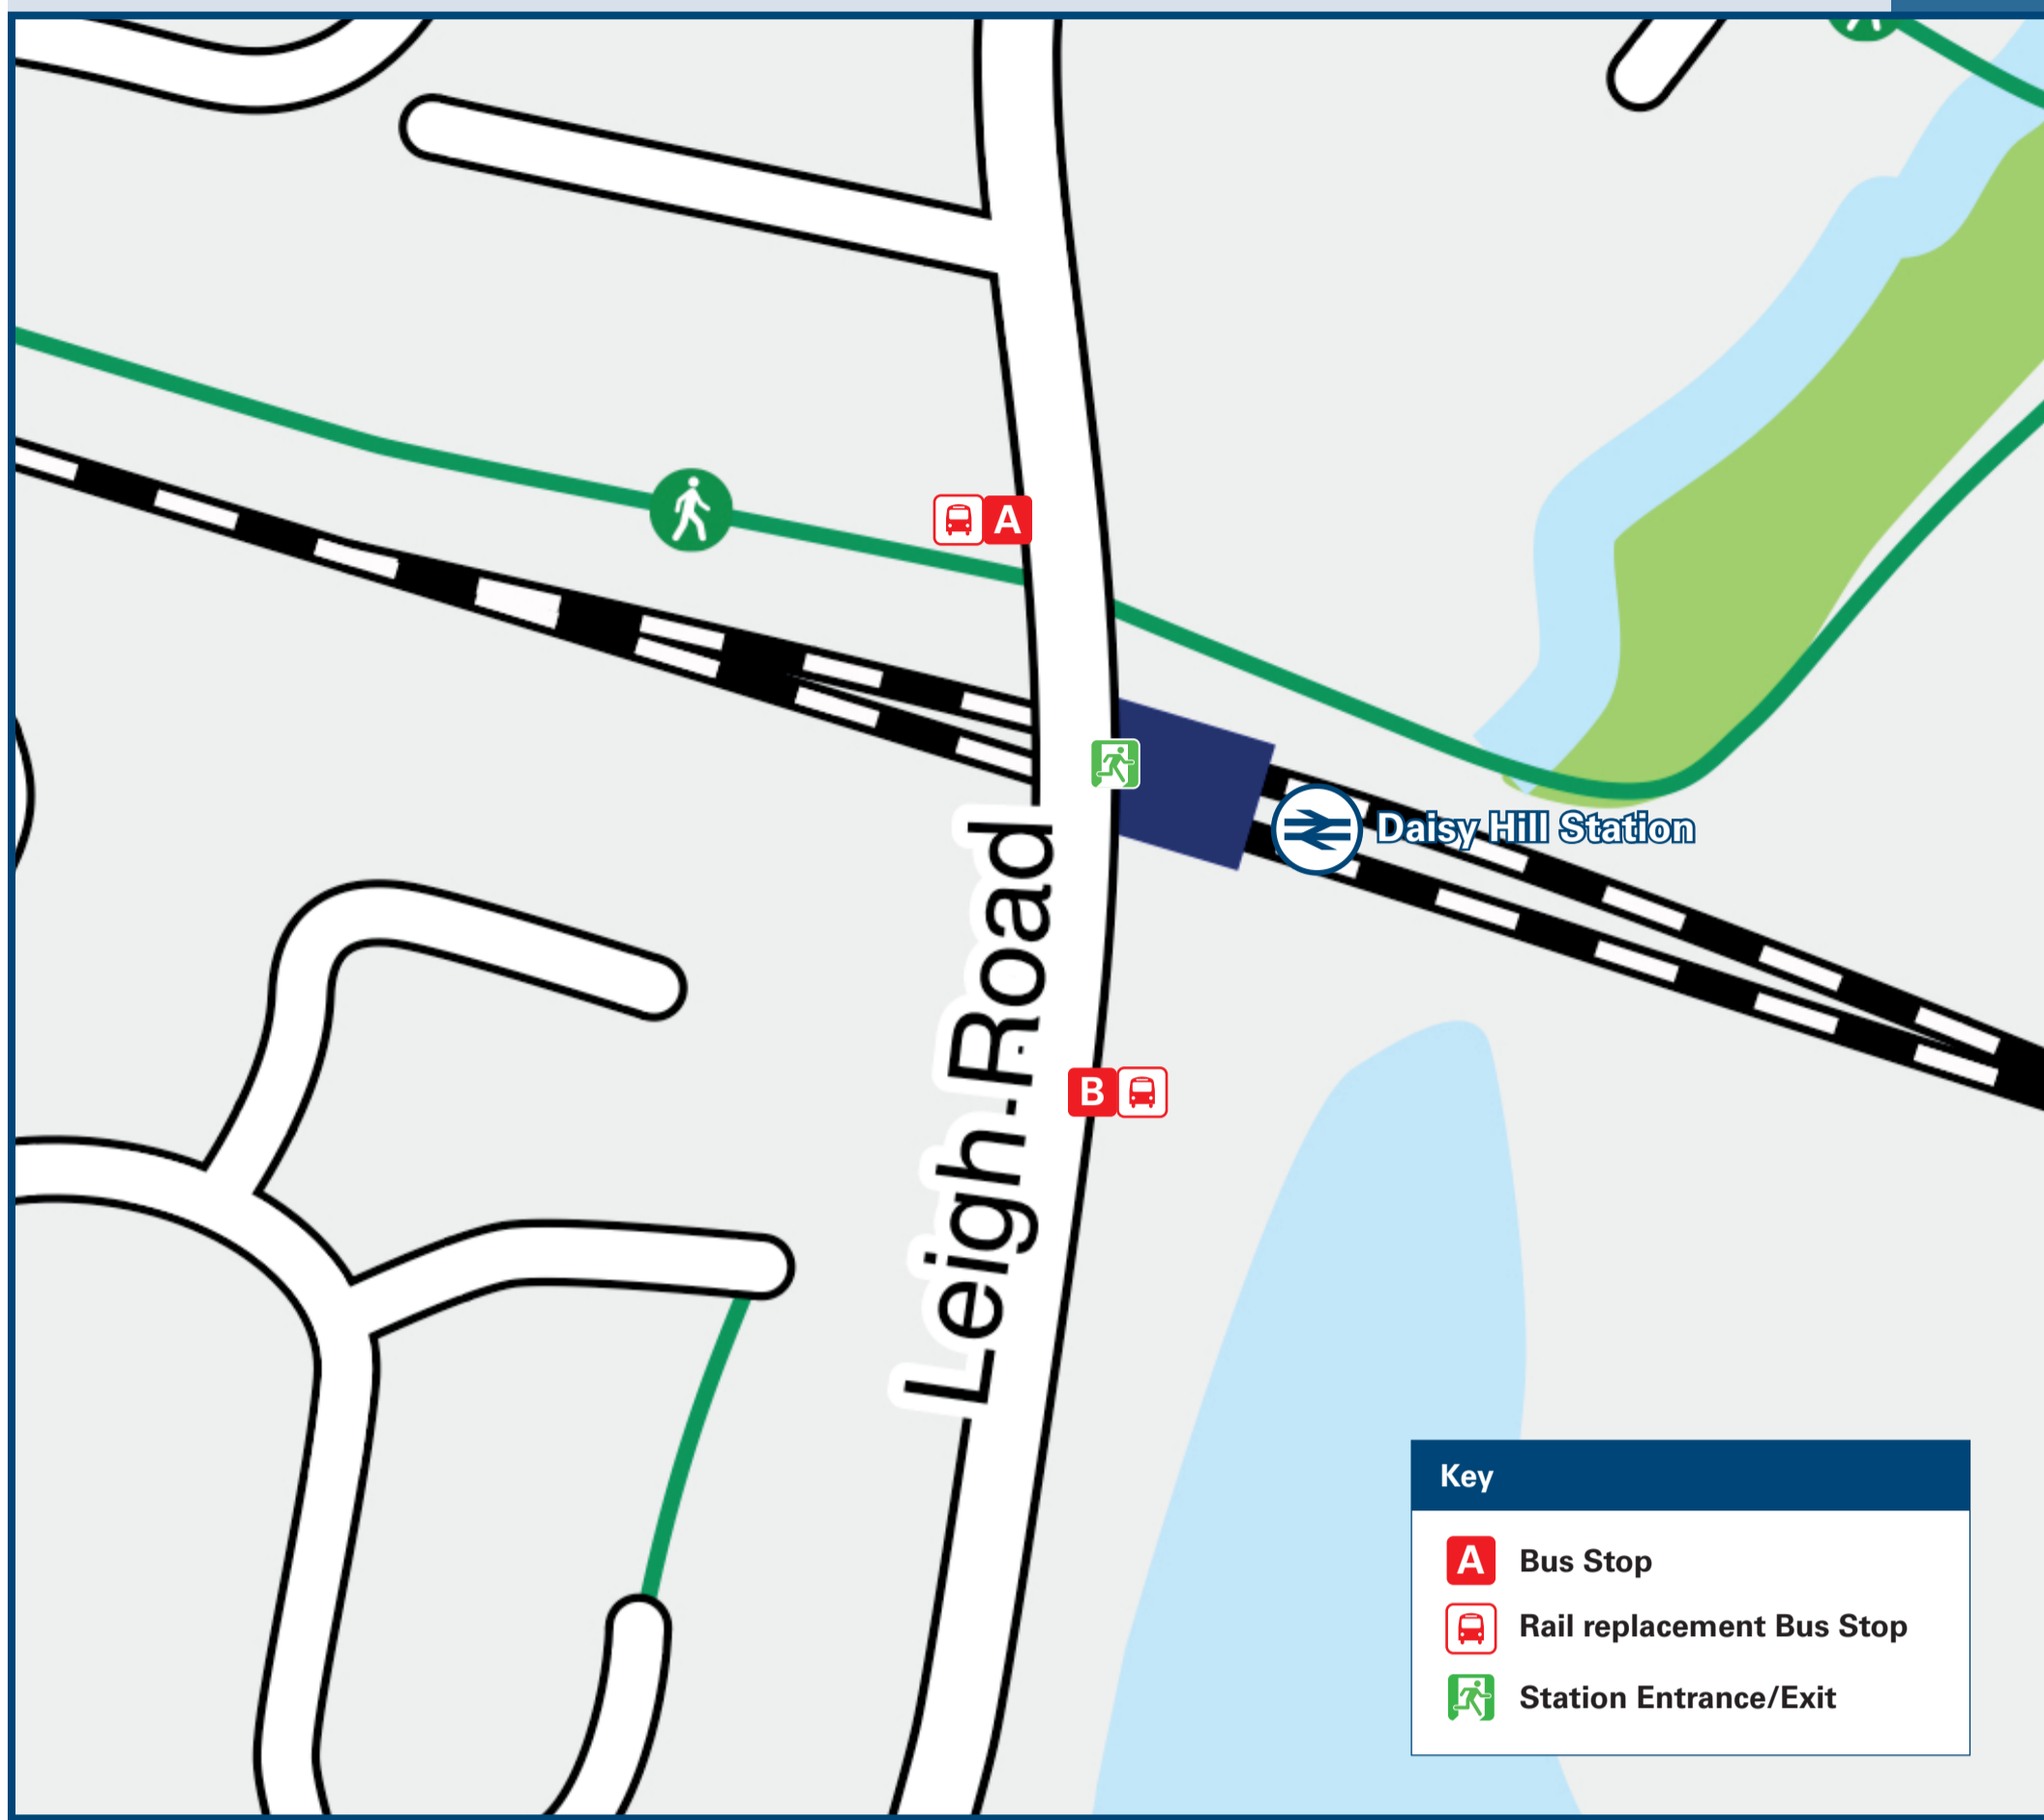 A
Daisy Hill Station
Leigh Road
B
Key
A Bus Stop
Rail replacement Bus Stop
Station Entrance/Exit